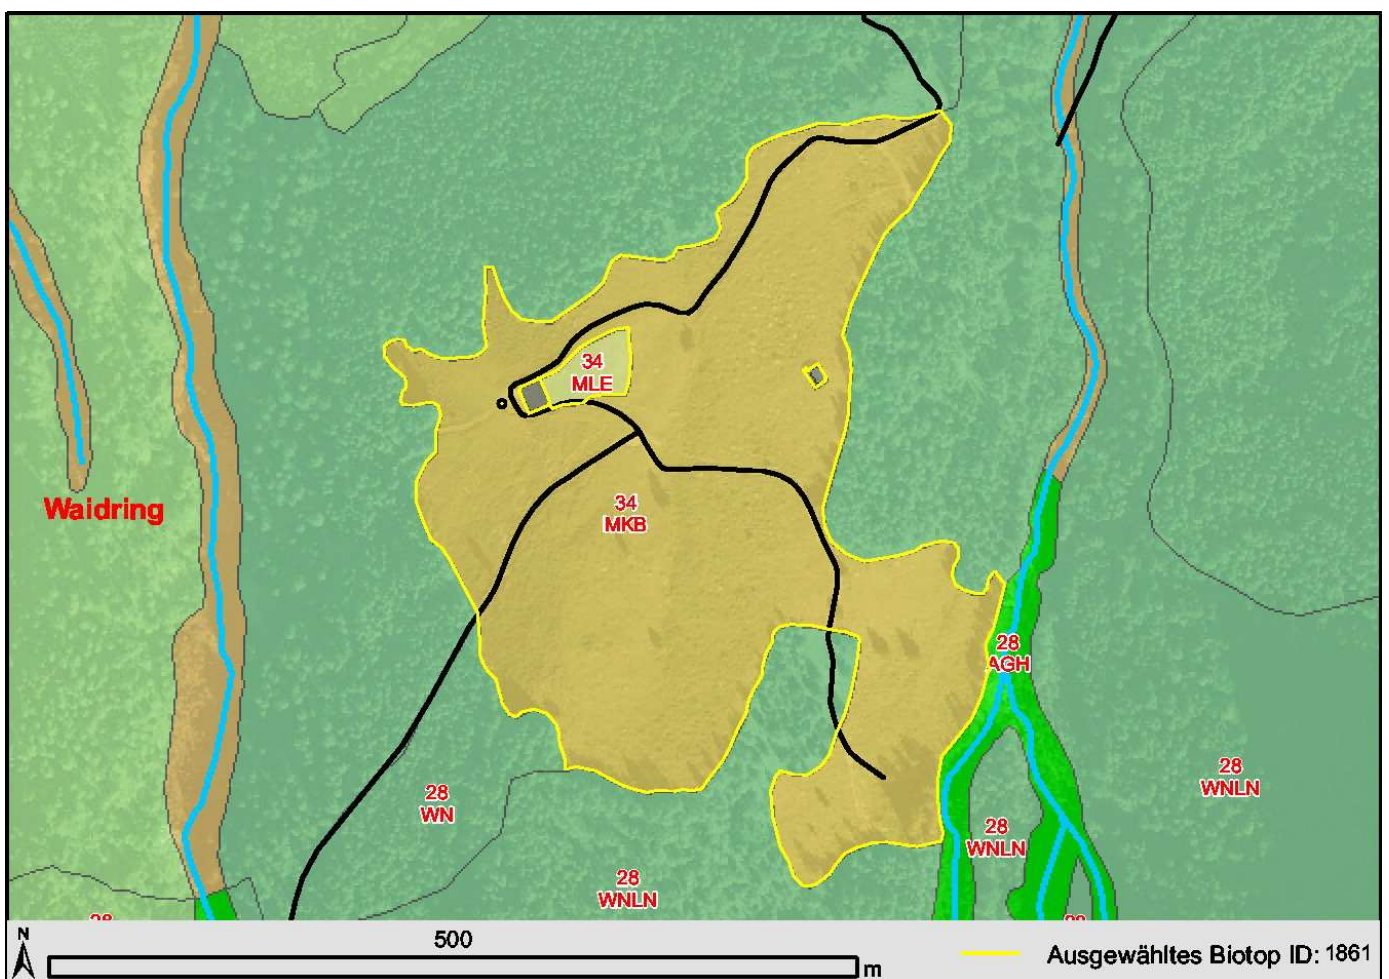 34
MLE
Waidring
34
MKB
28
AGH
28
WNLN
28
WN
28
WNLN
28
WNLN
N
500
m
Ausgewähltes Biotop ID: 1861